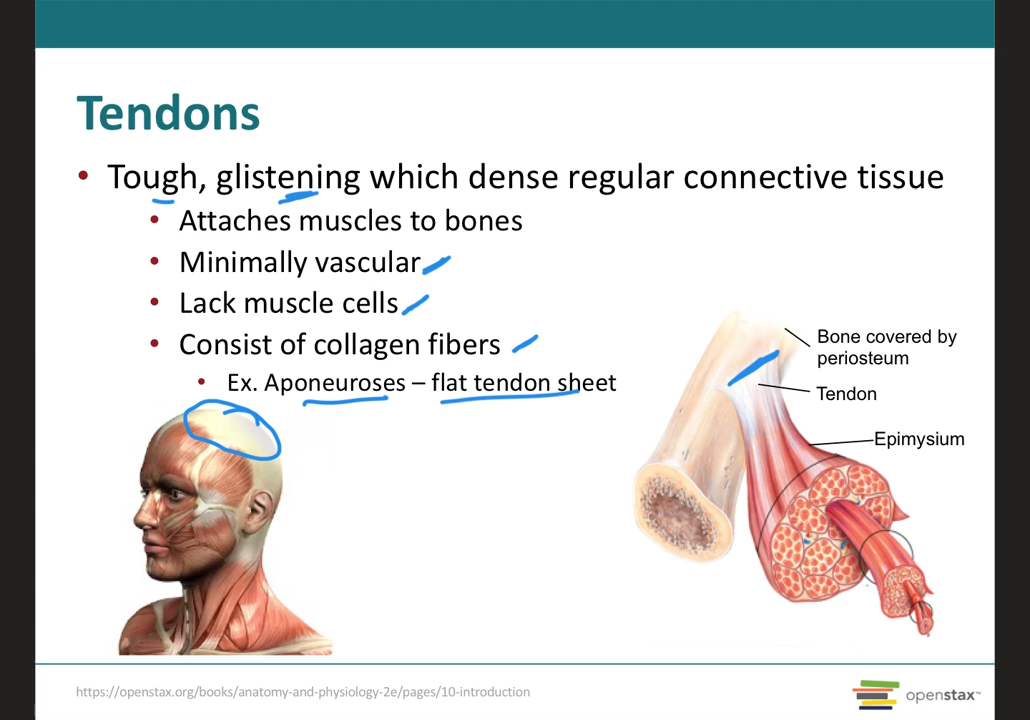 Tendons
• Tough, glistening which dense regular connective tissue
• Attaches muscles to bones
• Minimally vascular
• Lack muscle cells
• Consist of collagen fibers
• Ex. Aponeuroses – flat tendon sheet
Bone covered by
periosteum
Tendon
Epimysium
https://openstax.org/books/anatomy-and-physiology-2e/pages/10-introduction
openstax™